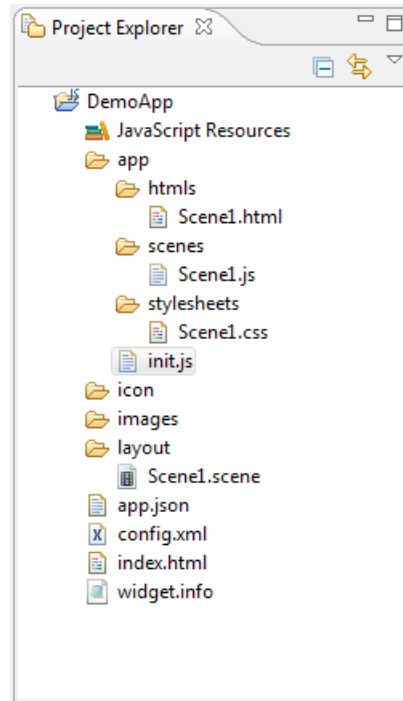 Project Explorer
DemoApp
JavaScript Resources
app
htmls
Scene1.html
scenes
Scene1.js
stylesheets
Scene1.css
init.js
icon
images
layout
Scene1.scene
app.json
config.xml
index.html
widget.info